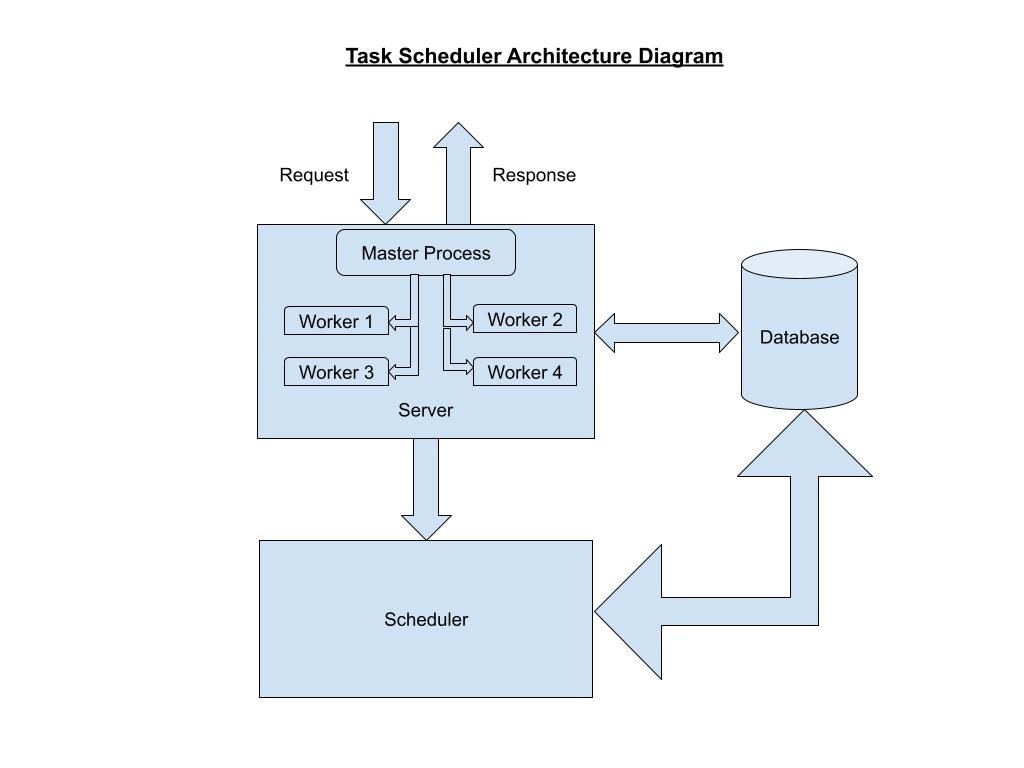 Task Scheduler Architecture Diagram
Request
Response
Master Process
Worker 1
Worker 2
Worker 3
Worker 4
Server
Database
Scheduler